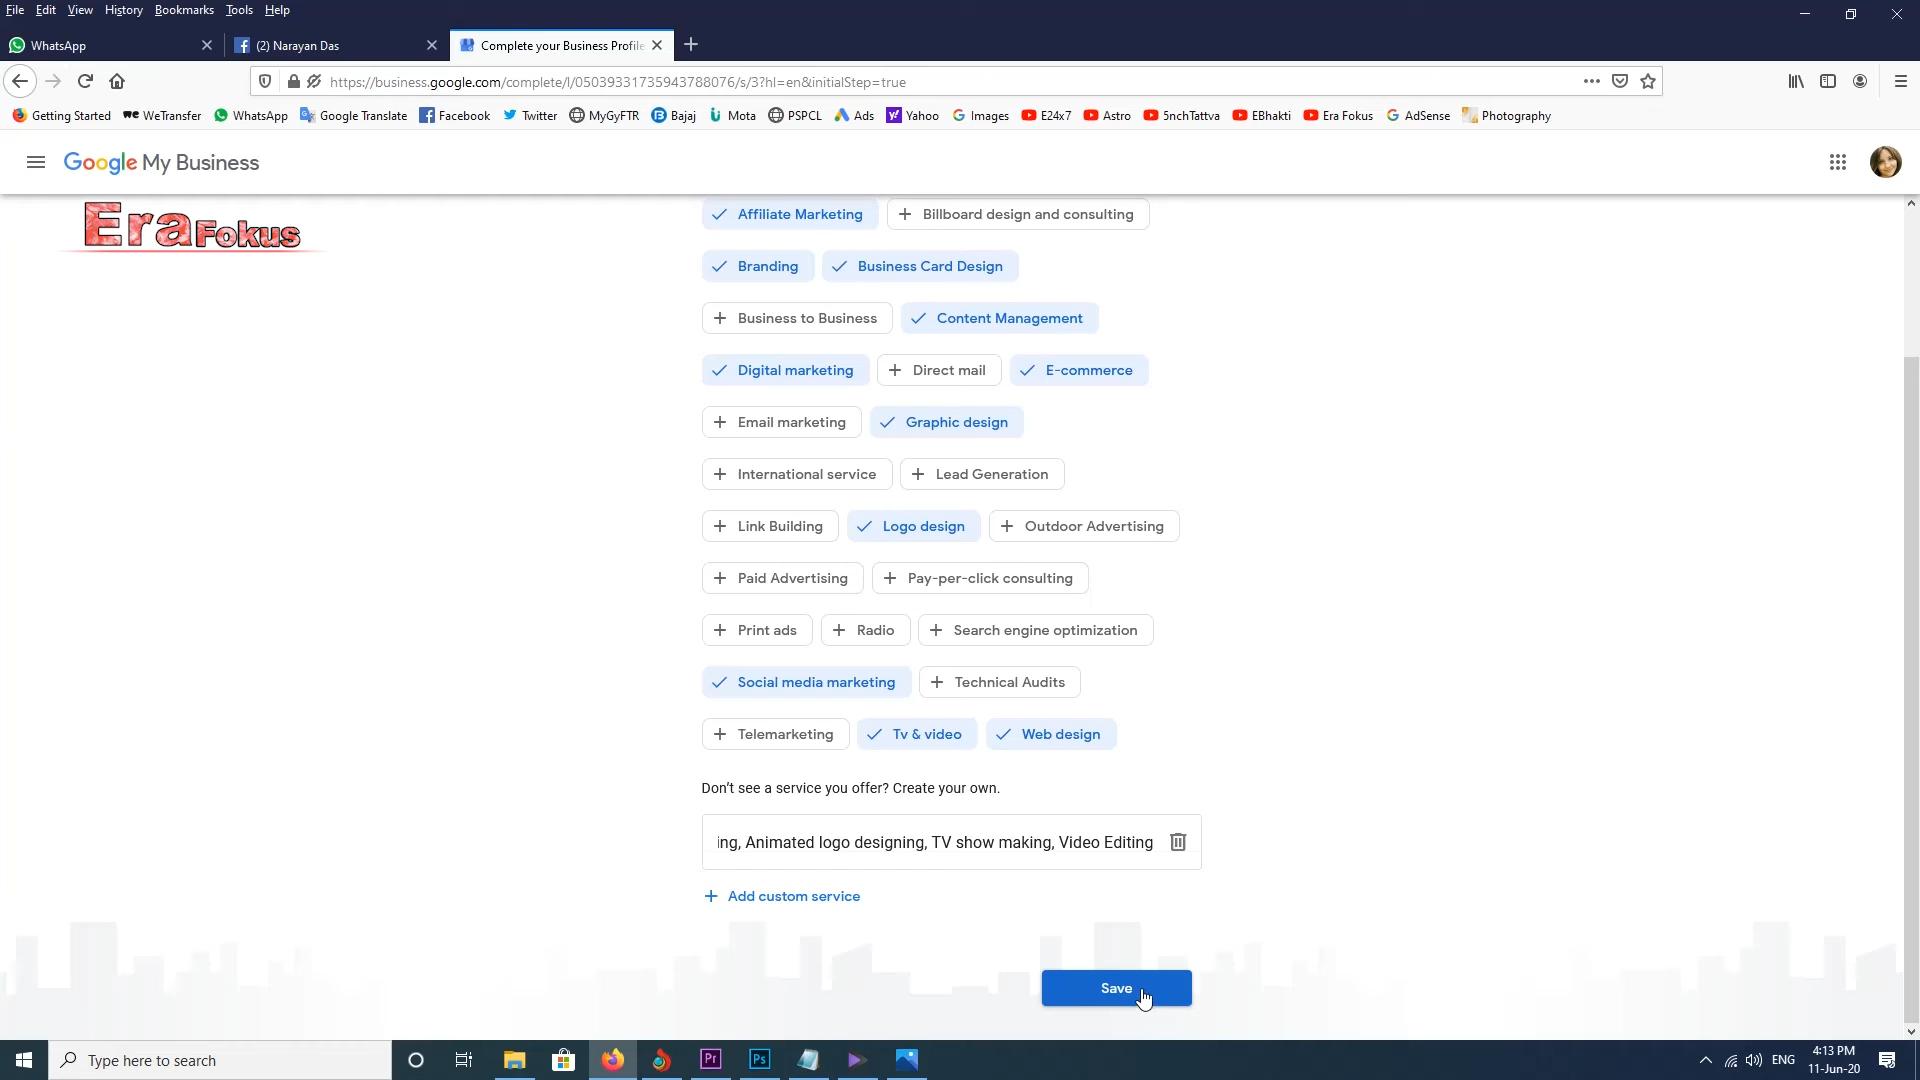 File Edit View History Bookmarks Tools Help
WhatsApp
(2) Narayan Das
Complete your Business Profile
https://business.google.com/complete/l/05039331735943788076/s/3?hl=en&initialStep=true
Getting Started WeTransfer WhatsApp Google Translate Facebook Twitter MyGyFTR Bajaj Mota PSPCL Ads Yahoo Images E24x7 Astro 5nchTattva EBhakti Era Fokus AdSense Photography
Google My Business
Era Fokus
Affiliate Marketing Billboard design and consulting
Branding Business Card Design
Business to Business Content Management
Digital marketing Direct mail E-commerce
Email marketing Graphic design
International service Lead Generation
Link Building Logo design Outdoor Advertising
Paid Advertising Pay-per-click consulting
Print ads Radio Search engine optimization
Social media marketing Technical Audits
Telemarketing Tv & video Web design
Don't see a service you offer? Create your own.
ing, Animated logo designing, TV show making, Video Editing
Add custom service
Save
Type here to search
Pr
Ps
ENG
4:13 PM
11-Jun-20